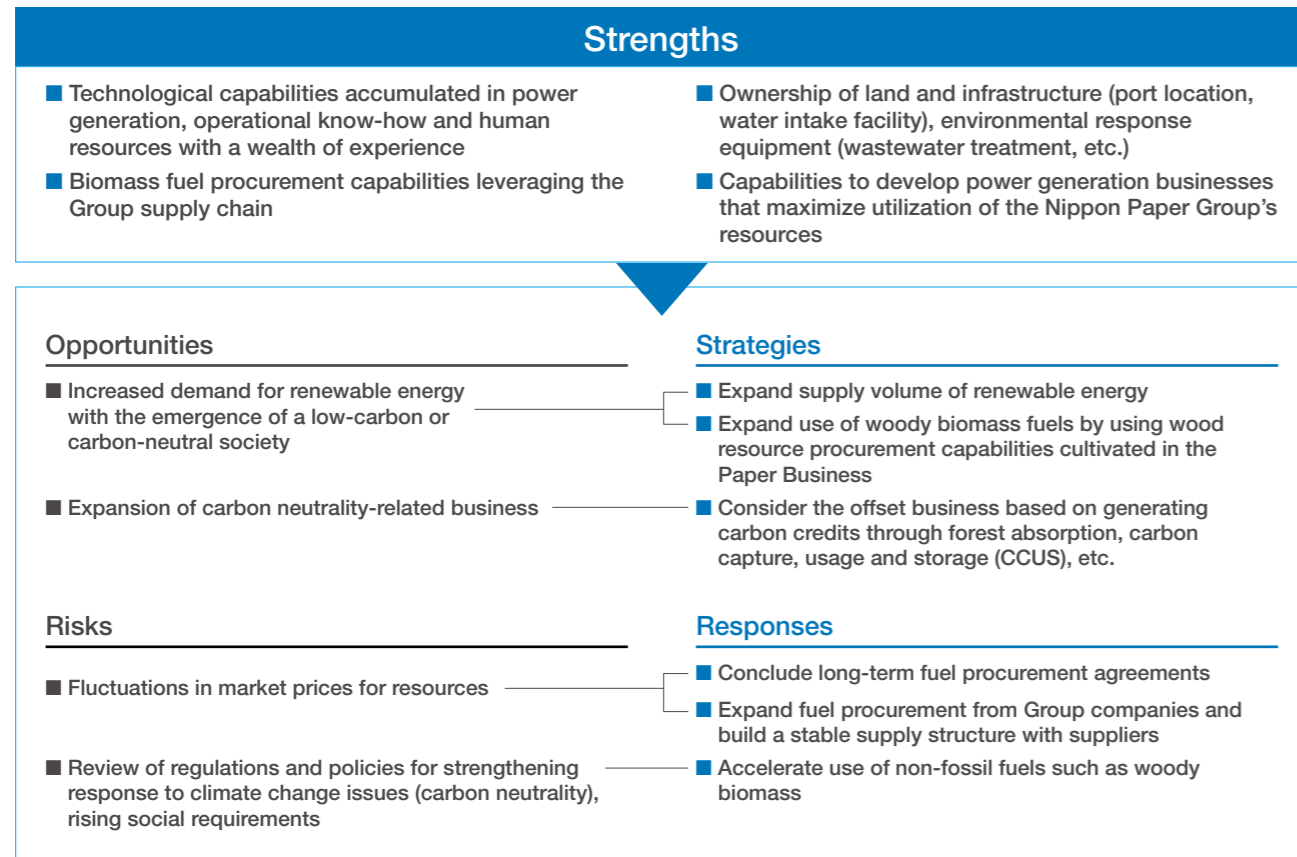 Strengths
■ Technological capabilities accumulated in power
generation, operational know-how and human
resources with a wealth of experience
■ Biomass fuel procurement capabilities leveraging the
Group supply chain
■ Ownership of land and infrastructure (port location,
water intake facility), environmental response
equipment (wastewater treatment, etc.)
■ Capabilities to develop power generation businesses
that maximize utilization of the Nippon Paper Group’s
resources
Opportunities
■ Increased demand for renewable energy
with the emergence of a low-carbon or
carbon-neutral society
■ Expansion of carbon neutrality-related business
Strategies
■ Expand supply volume of renewable energy
■ Expand use of woody biomass fuels by using wood
resource procurement capabilities cultivated in the
Paper Business
■ Consider the offset business based on generating
carbon credits through forest absorption, carbon
capture, usage and storage (CCUS), etc.
Risks
■ Fluctuations in market prices for resources
■ Review of regulations and policies for strengthening
response to climate change issues (carbon neutrality),
rising social requirements
Responses
■ Conclude long-term fuel procurement agreements
■ Expand fuel procurement from Group companies and
build a stable supply structure with suppliers
■ Accelerate use of non-fossil fuels such as woody
biomass